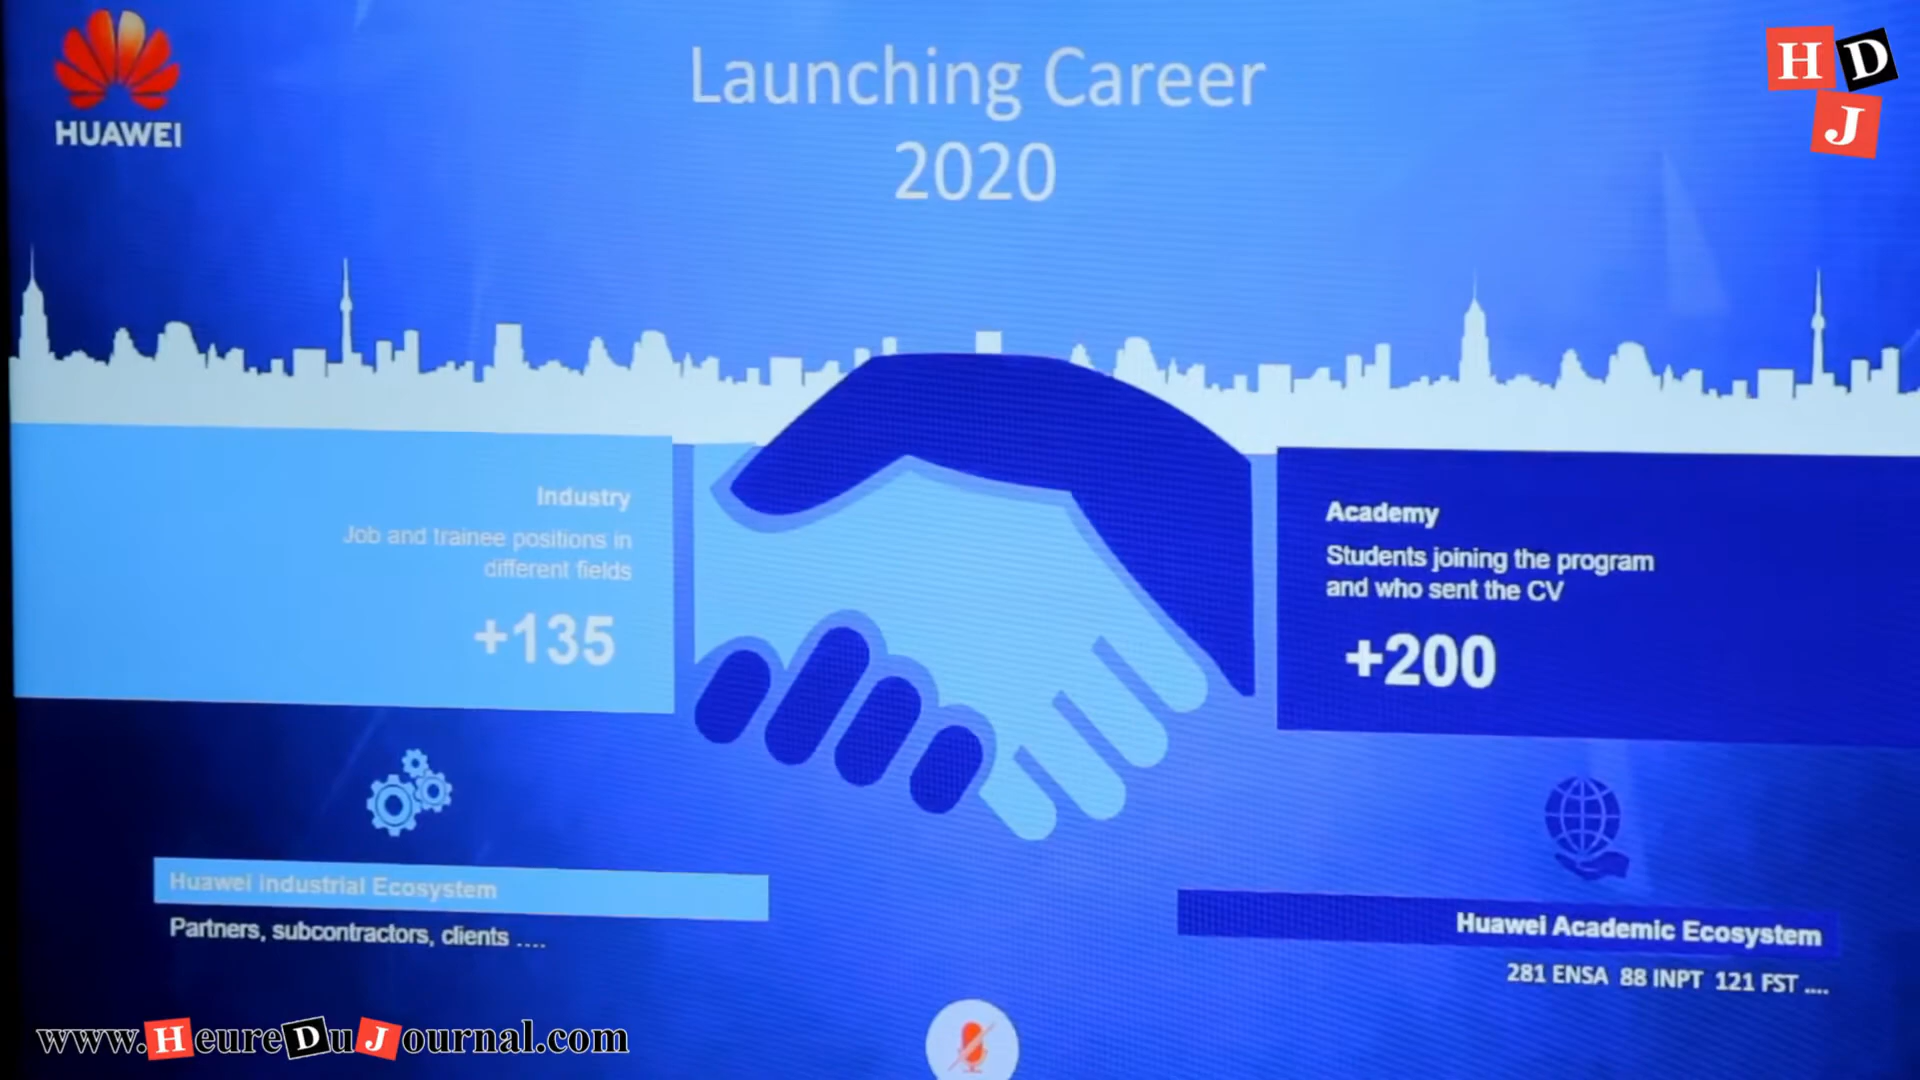 HUAWEI
Launching Career
2020
H D
J
Industry
Job and trainee positions in
different fields
+135
Academy
Students joining the program
and who sent the CV
+200
Huawei Industrial Ecosystem
Partners, subcontractors, clients ....
Huawei Academic Ecosystem
281 ENSA 88 INPT 121 FST ....
www.HeureDuJournal.com